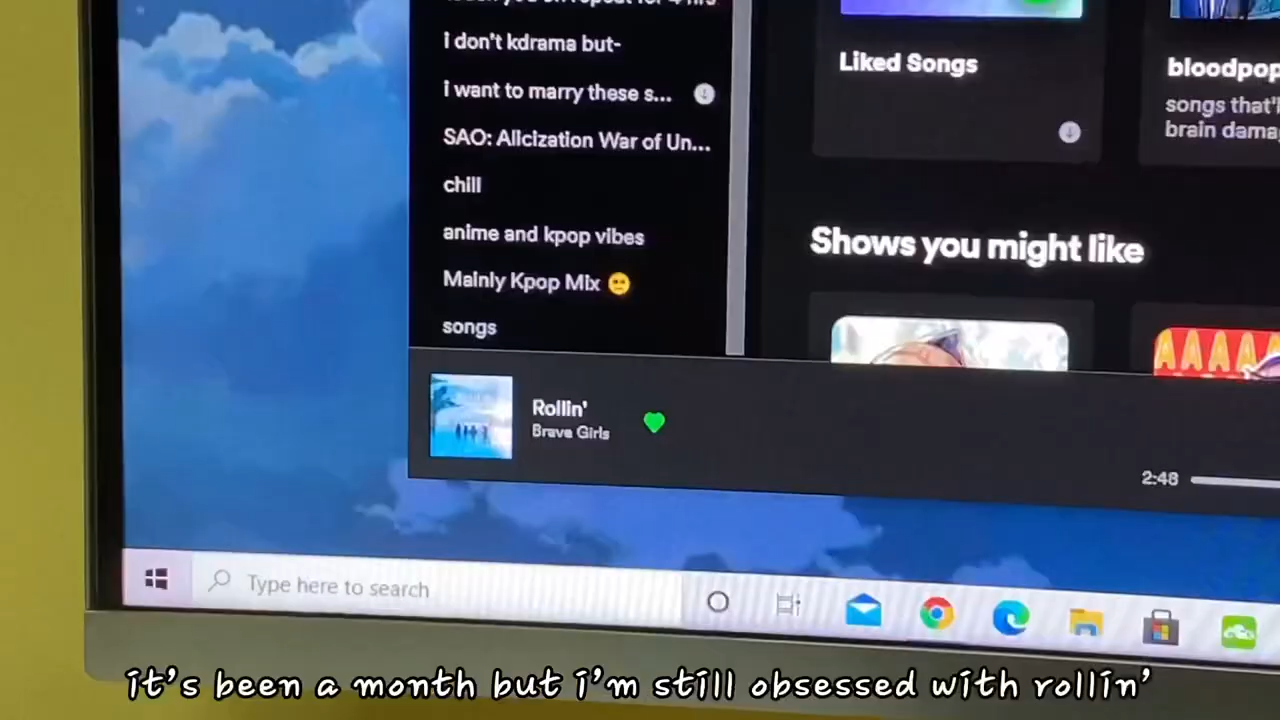 i don't kdrama but-
i want to marry these s...
SAO: Alicization War of Un...
chill
anime and kpop vibes
Mainly Kpop Mix 😑
songs
Liked Songs
bloodpop
songs that'l
brain dama
Shows you might like
AAAA
Rollin'
Brave Girls
2:48
Type here to search
it's been a month but i'm still obsessed with rollin'